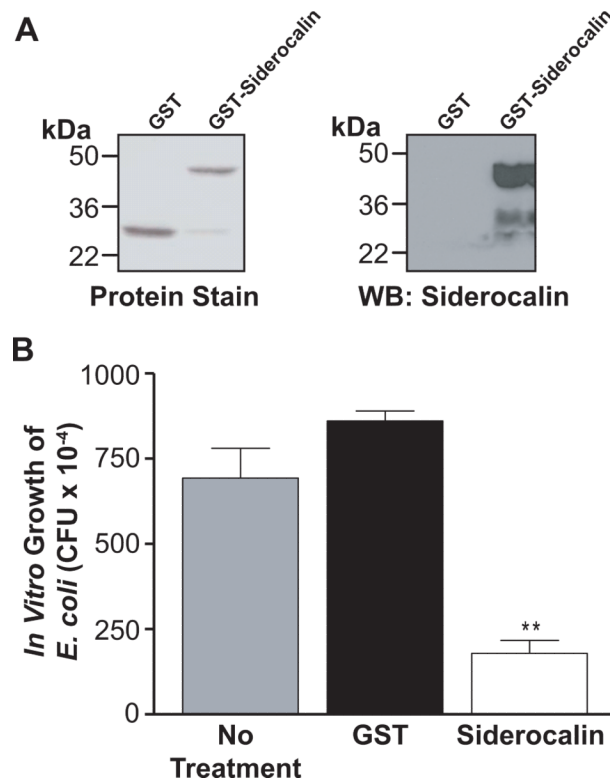 A
GST
GST-Siderocalin
kDa
50
36
22
Protein Stain
GST
GST-Siderocalin
kDa
50
36
22
WB: Siderocalin
B
In Vitro Growth of
E. coli (CFU x 10⁻⁴)
1000
750
500
250
0
**
No
Treatment
GST
Siderocalin